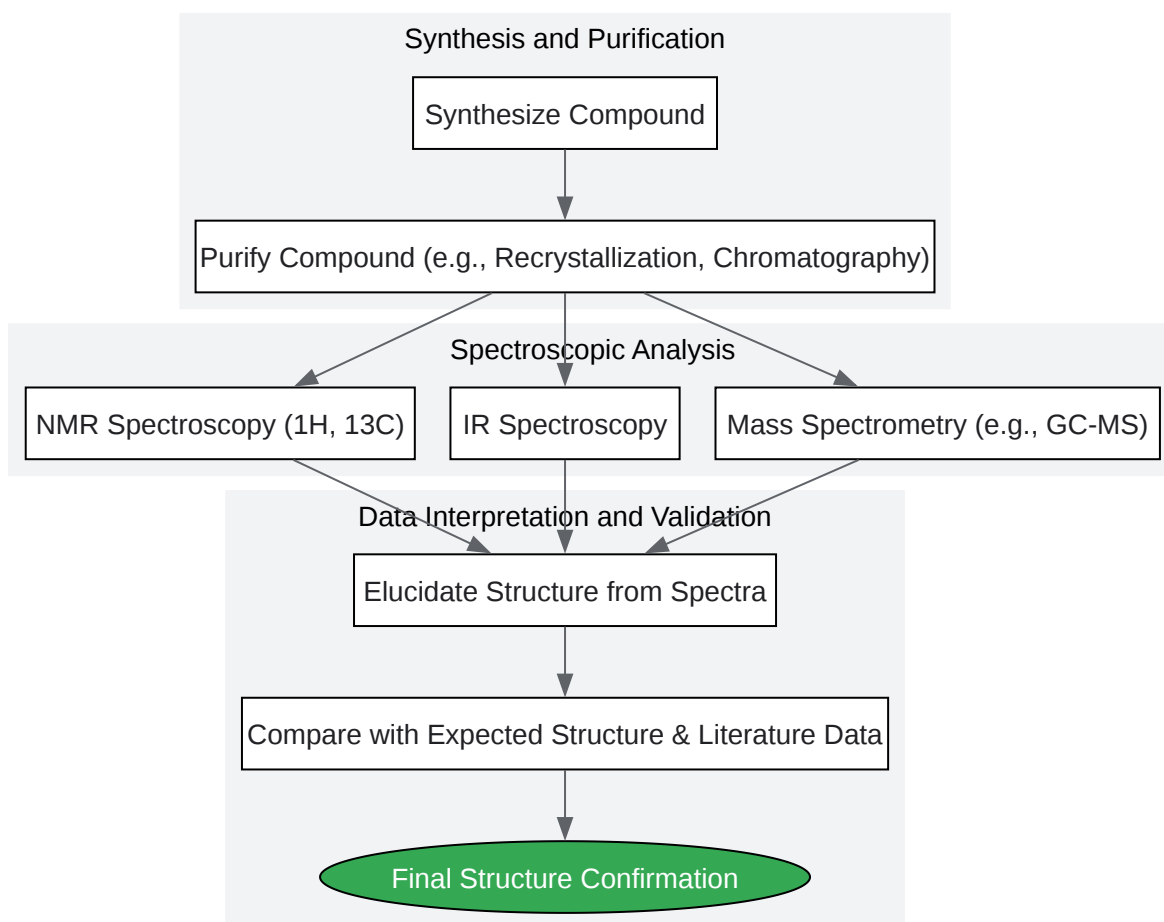 Synthesis and Purification
Synthesize Compound
Purify Compound (e.g., Recrystallization, Chromatography)
Spectroscopic Analysis
NMR Spectroscopy (1H, 13C)
IR Spectroscopy
Mass Spectrometry (e.g., GC-MS)
Data Interpretation and Validation
Elucidate Structure from Spectra
Compare with Expected Structure & Literature Data
Final Structure Confirmation